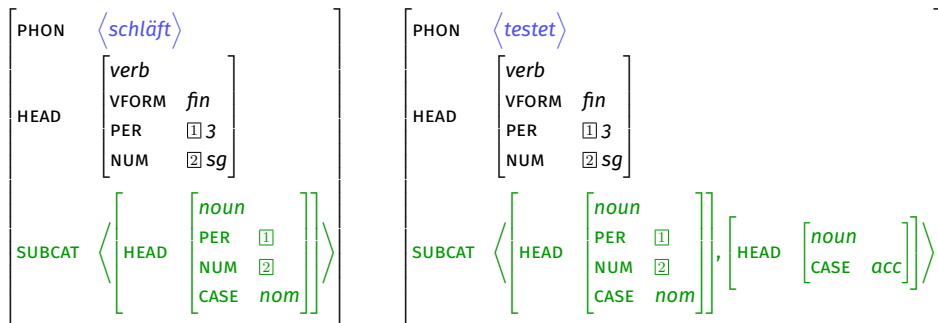 PHON ⟨schläft⟩
HEAD [verb
VFORM fin
PER [1] 3
NUM [2] sg]
SUBCAT ⟨[HEAD [noun
PER [1]
NUM [2]
CASE nom]]⟩
PHON ⟨testet⟩
HEAD [verb
VFORM fin
PER [1] 3
NUM [2] sg]
SUBCAT ⟨[HEAD [noun
PER [1]
NUM [2]
CASE nom]], [HEAD [noun
CASE acc]]⟩